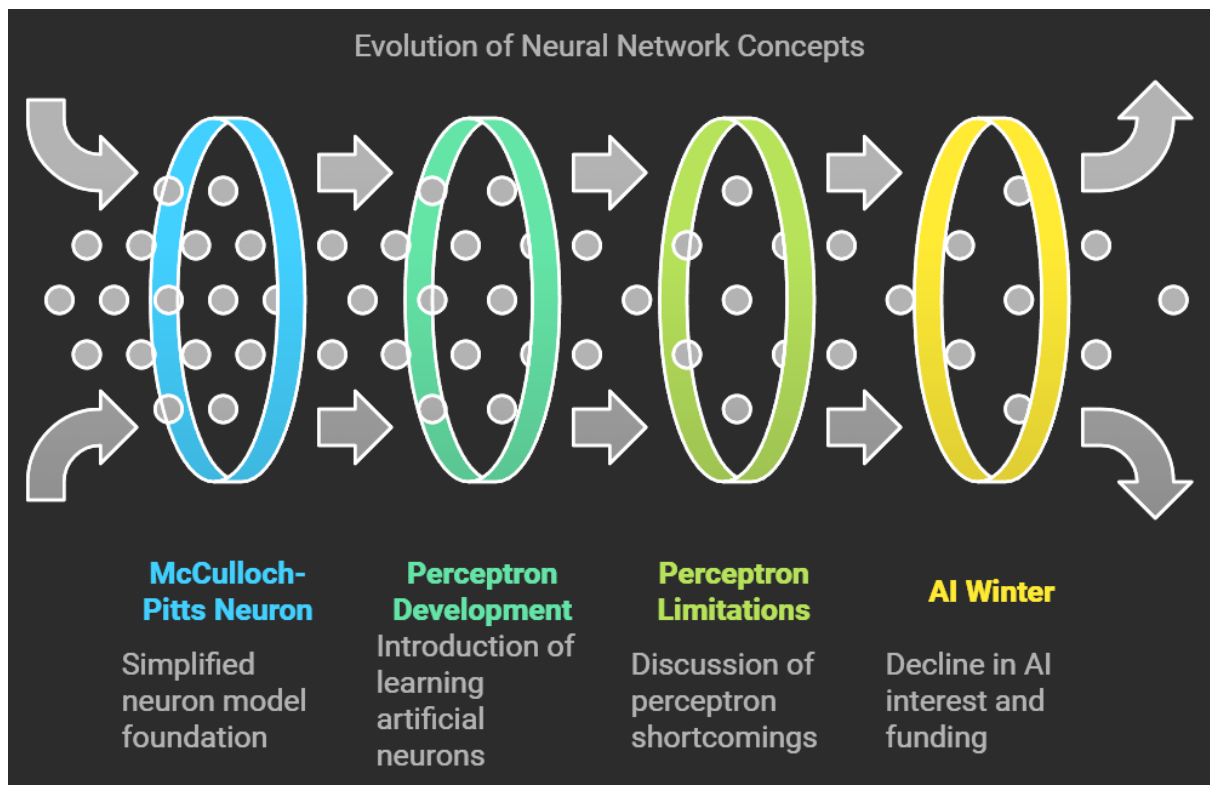 Evolution of Neural Network Concepts
McCulloch-
Pitts Neuron
Simplified
neuron model
foundation
Perceptron
Development
Introduction of
learning
artificial
neurons
Perceptron
Limitations
Discussion of
perceptron
shortcomings
AI Winter
Decline in AI
interest and
funding